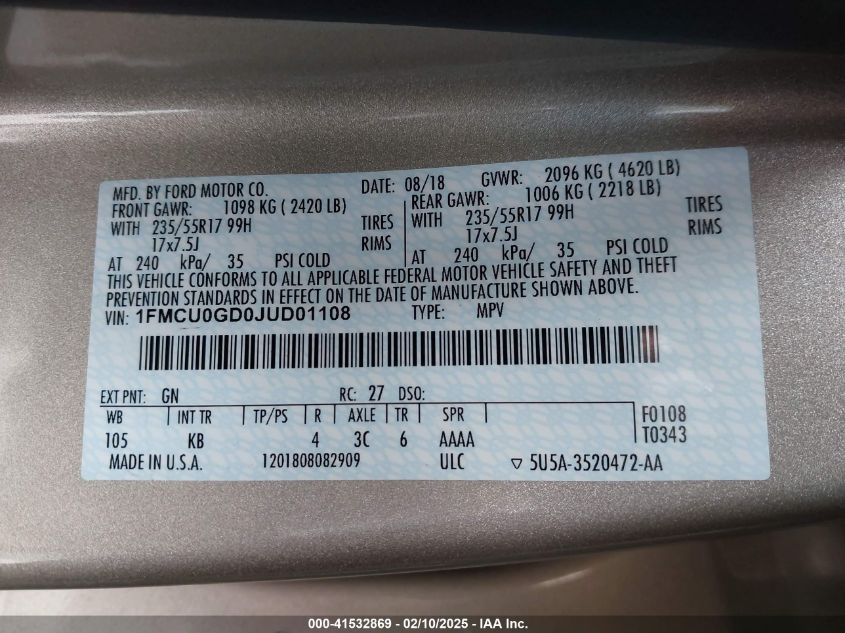 MFD. BY FORD MOTOR CO. DATE: 08/18 GVWR: 2096 KG ( 4620 LB)
FRONT GAWR: 1098 KG ( 2420 LB) REAR GAWR: 1006 KG ( 2218 LB)
WITH 235/55R17 99H TIRES WITH 235/55R17 99H TIRES
17x7.5J RIMS 17x7.5J RIMS
AT 240 kPa/ 35 PSI COLD AT 240 kPa/ 35 PSI COLD
THIS VEHICLE CONFORMS TO ALL APPLICABLE FEDERAL MOTOR VEHICLE SAFETY AND THEFT
PREVENTION STANDARDS IN EFFECT ON THE DATE OF MANUFACTURE SHOWN ABOVE.
VIN: 1FMCU0GD0JUD01108 TYPE: MPV
EXT PNT: GN RC: 27 DSO:
WB INT TR TP/PS R AXLE TR SPR F0108
105 KB 4 3C 6 AAAA T0343
MADE IN U.S.A. 1201808082909 ULC ▽ 5U5A-3520472-AA
000-41532869 - 02/10/2025 - IAA Inc.